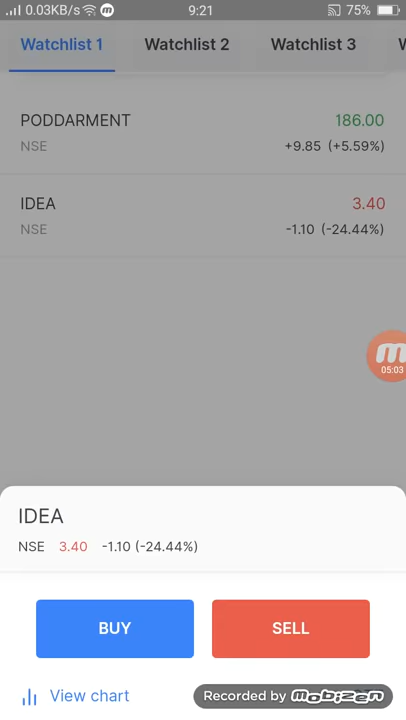 0.03KB/s 9:21 75%
Watchlist 1 Watchlist 2 Watchlist 3
PODDARMENT 186.00
NSE +9.85 (+5.59%)
IDEA 3.40
NSE -1.10 (-24.44%)
m
05:03
IDEA
NSE 3.40 -1.10 (-24.44%)
BUY SELL
View chart
Recorded by mobizen